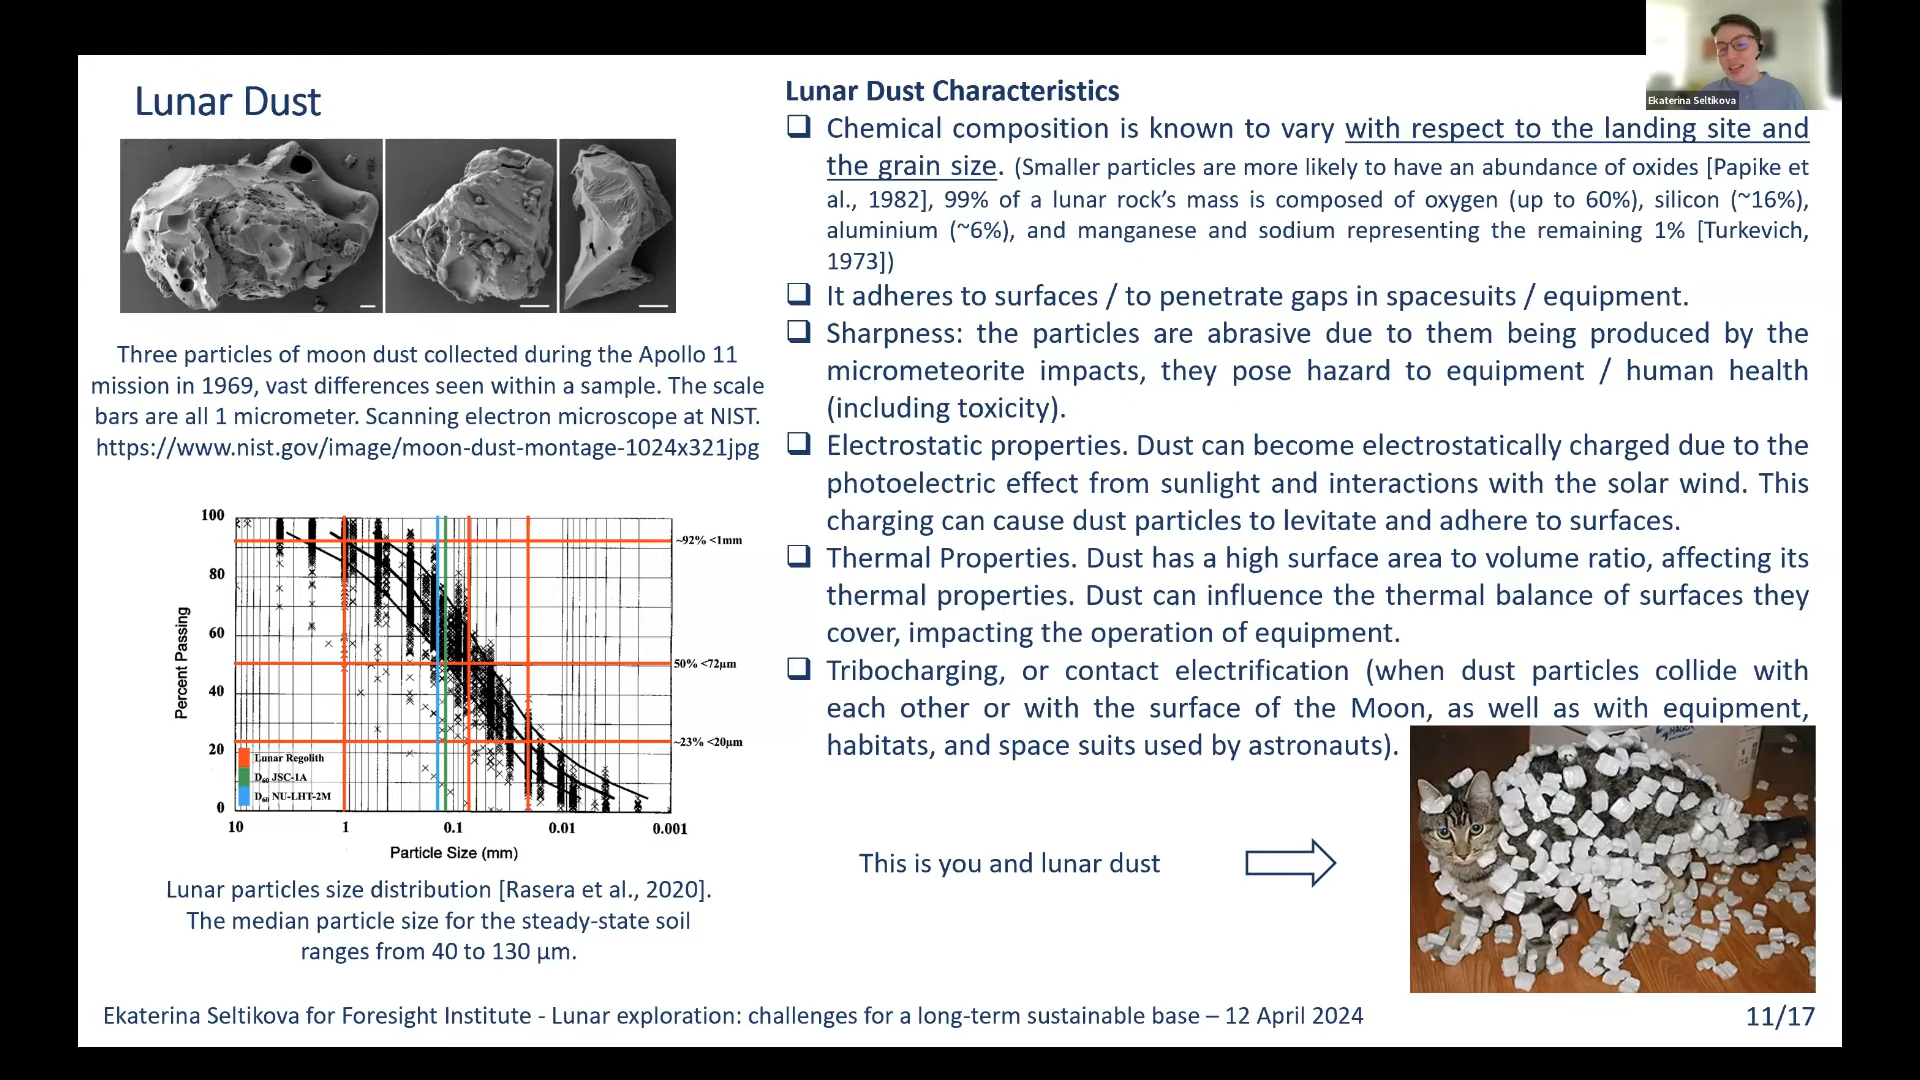 Ekaterina Seltikova
Lunar Dust
Three particles of moon dust collected during the Apollo 11
mission in 1969, vast differences seen within a sample. The scale
bars are all 1 micrometer. Scanning electron microscope at NIST.
https://www.nist.gov/image/moon-dust-montage-1024x321jpg
100
80
60
40
20
0
Percent Passing
~92% <1mm
50% <72µm
~23% <20µm
Lunar Regolith
D60 JSC-1A
D60 NU-LHT-2M
10 1 0.1 0.01 0.001
Particle Size (mm)
Lunar particles size distribution [Rasera et al., 2020].
The median particle size for the steady-state soil
ranges from 40 to 130 µm.
Lunar Dust Characteristics
Chemical composition is known to vary with respect to the landing site and
the grain size. (Smaller particles are more likely to have an abundance of oxides [Papike et
al., 1982], 99% of a lunar rock's mass is composed of oxygen (up to 60%), silicon (~16%),
aluminium (~6%), and manganese and sodium representing the remaining 1% [Turkevich,
1973])
It adheres to surfaces / to penetrate gaps in spacesuits / equipment.
Sharpness: the particles are abrasive due to them being produced by the
micrometeorite impacts, they pose hazard to equipment / human health
(including toxicity).
Electrostatic properties. Dust can become electrostatically charged due to the
photoelectric effect from sunlight and interactions with the solar wind. This
charging can cause dust particles to levitate and adhere to surfaces.
Thermal Properties. Dust has a high surface area to volume ratio, affecting its
thermal properties. Dust can influence the thermal balance of surfaces they
cover, impacting the operation of equipment.
Tribocharging, or contact electrification (when dust particles collide with
each other or with the surface of the Moon, as well as with equipment,
habitats, and space suits used by astronauts).
This is you and lunar dust
Ekaterina Seltikova for Foresight Institute - Lunar exploration: challenges for a long-term sustainable base – 12 April 2024
11/17